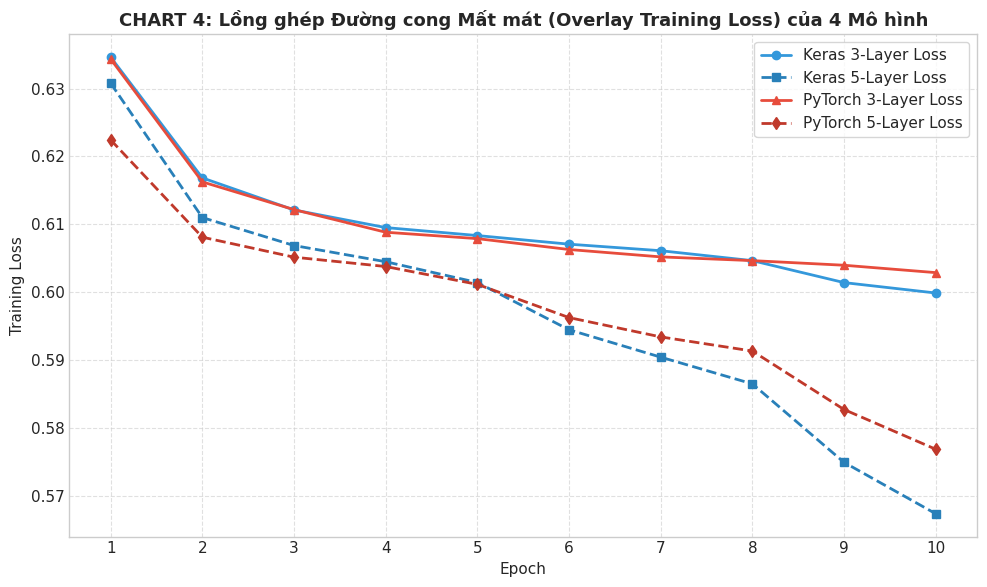 CHART 4: Lồng ghép Đường cong Mất mát (Overlay Training Loss) của 4 Mô hình
Keras 3-Layer Loss
Keras 5-Layer Loss
PyTorch 3-Layer Loss
PyTorch 5-Layer Loss
Training Loss
0.63
0.62
0.61
0.60
0.59
0.58
0.57
1 2 3 4 5 6 7 8 9 10
Epoch